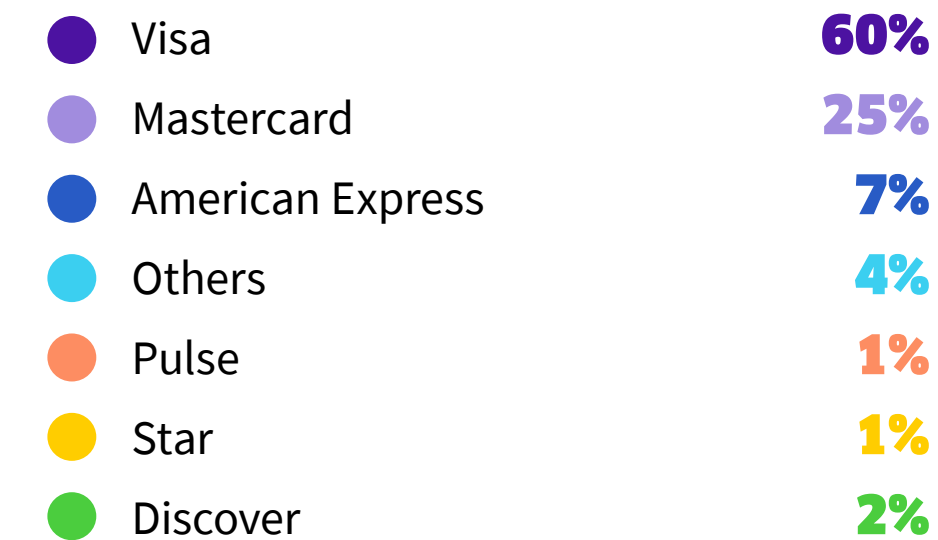 Visa 60%
Mastercard 25%
American Express 7%
Others 4%
Pulse 1%
Star 1%
Discover 2%